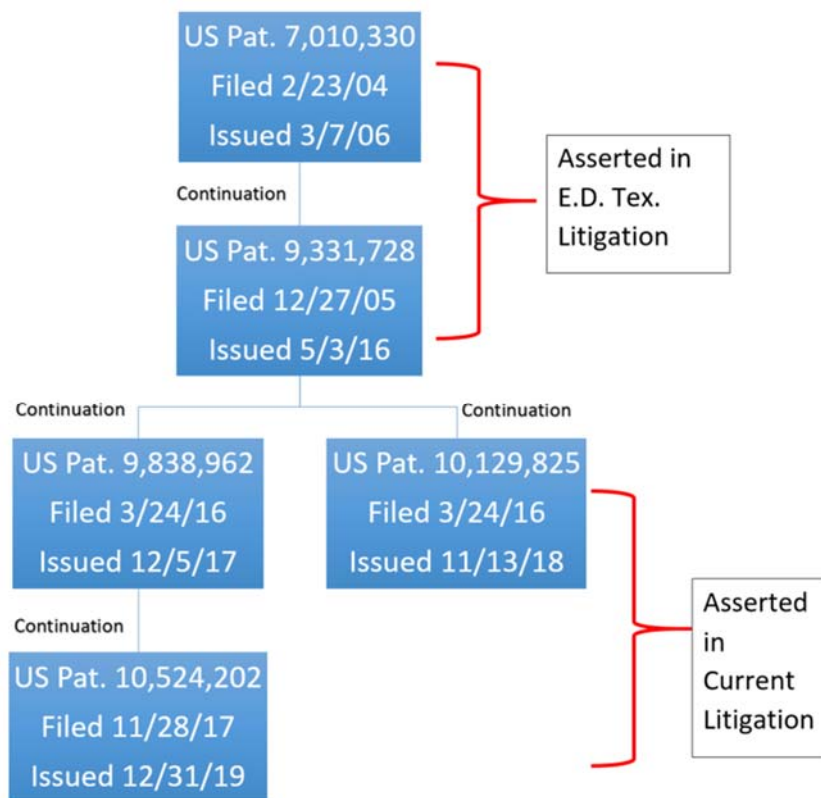 US Pat. 7,010,330
Filed 2/23/04
Issued 3/7/06
Asserted in
E.D. Tex.
Litigation
Continuation
US Pat. 9,331,728
Filed 12/27/05
Issued 5/3/16
Continuation
Continuation
US Pat. 9,838,962
Filed 3/24/16
Issued 12/5/17
US Pat. 10,129,825
Filed 3/24/16
Issued 11/13/18
Asserted
in
Current
Litigation
Continuation
US Pat. 10,524,202
Filed 11/28/17
Issued 12/31/19